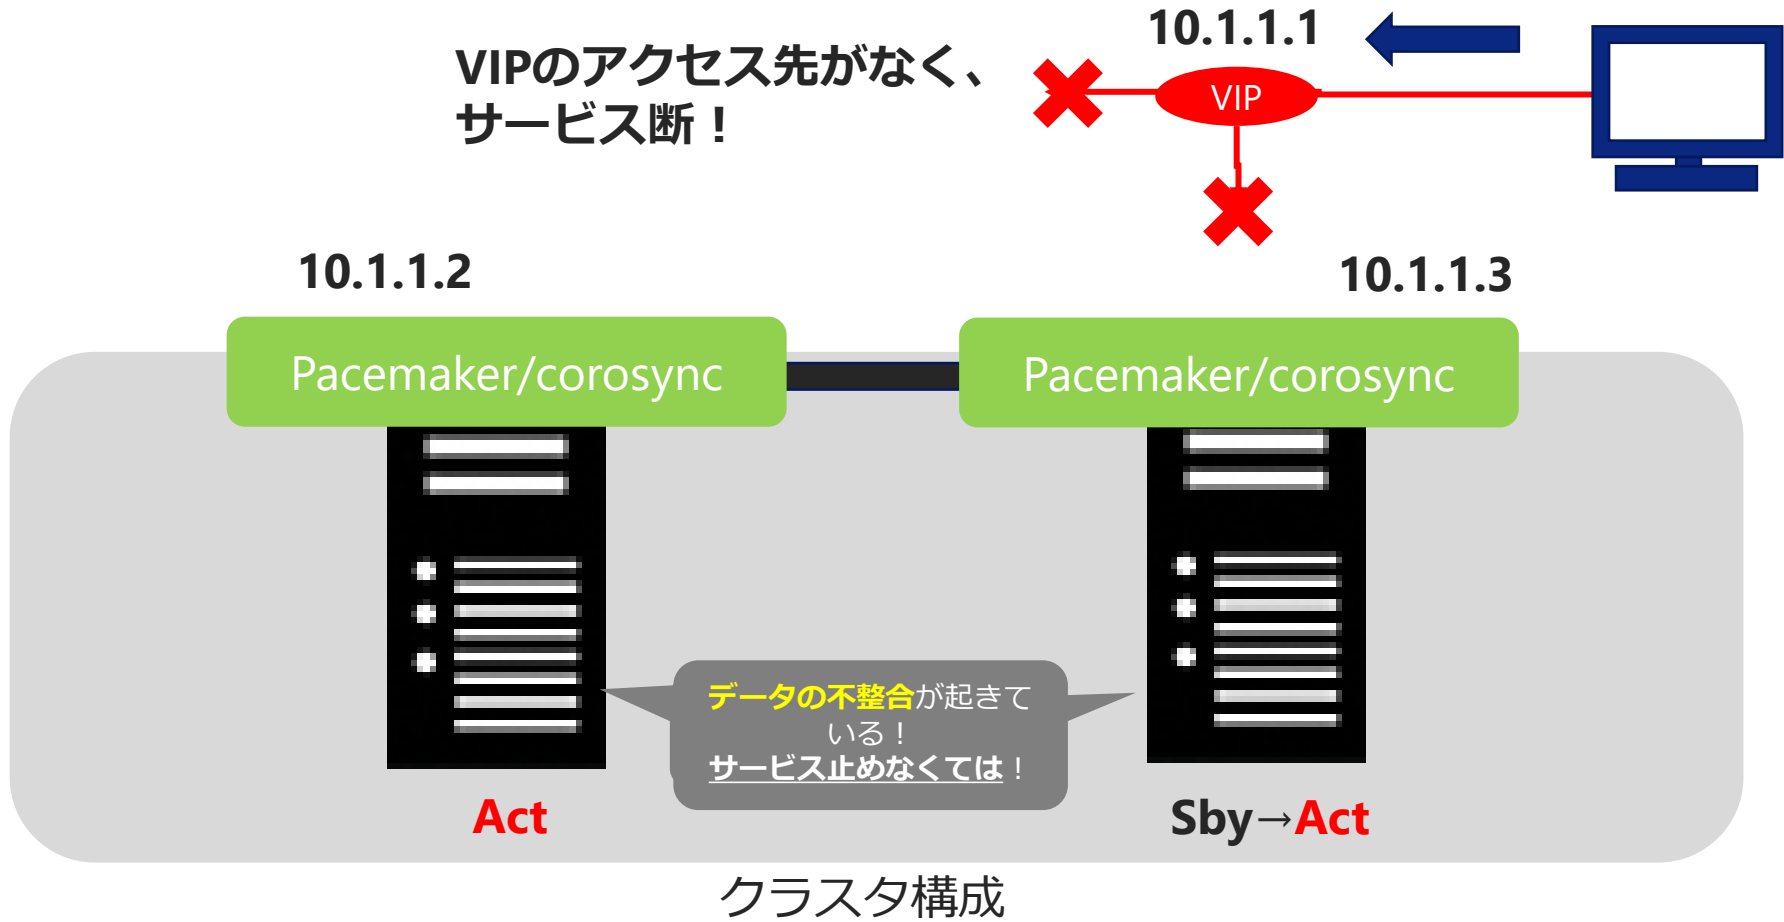 10.1.1.1
VIPのアクセス先がなく、
サービス断！
VIP
10.1.1.2
10.1.1.3
Pacemaker/corosync
Pacemaker/corosync
データの不整合が起きて
いる！
サービス止めなくては！
Act
Sby→Act
クラスタ構成